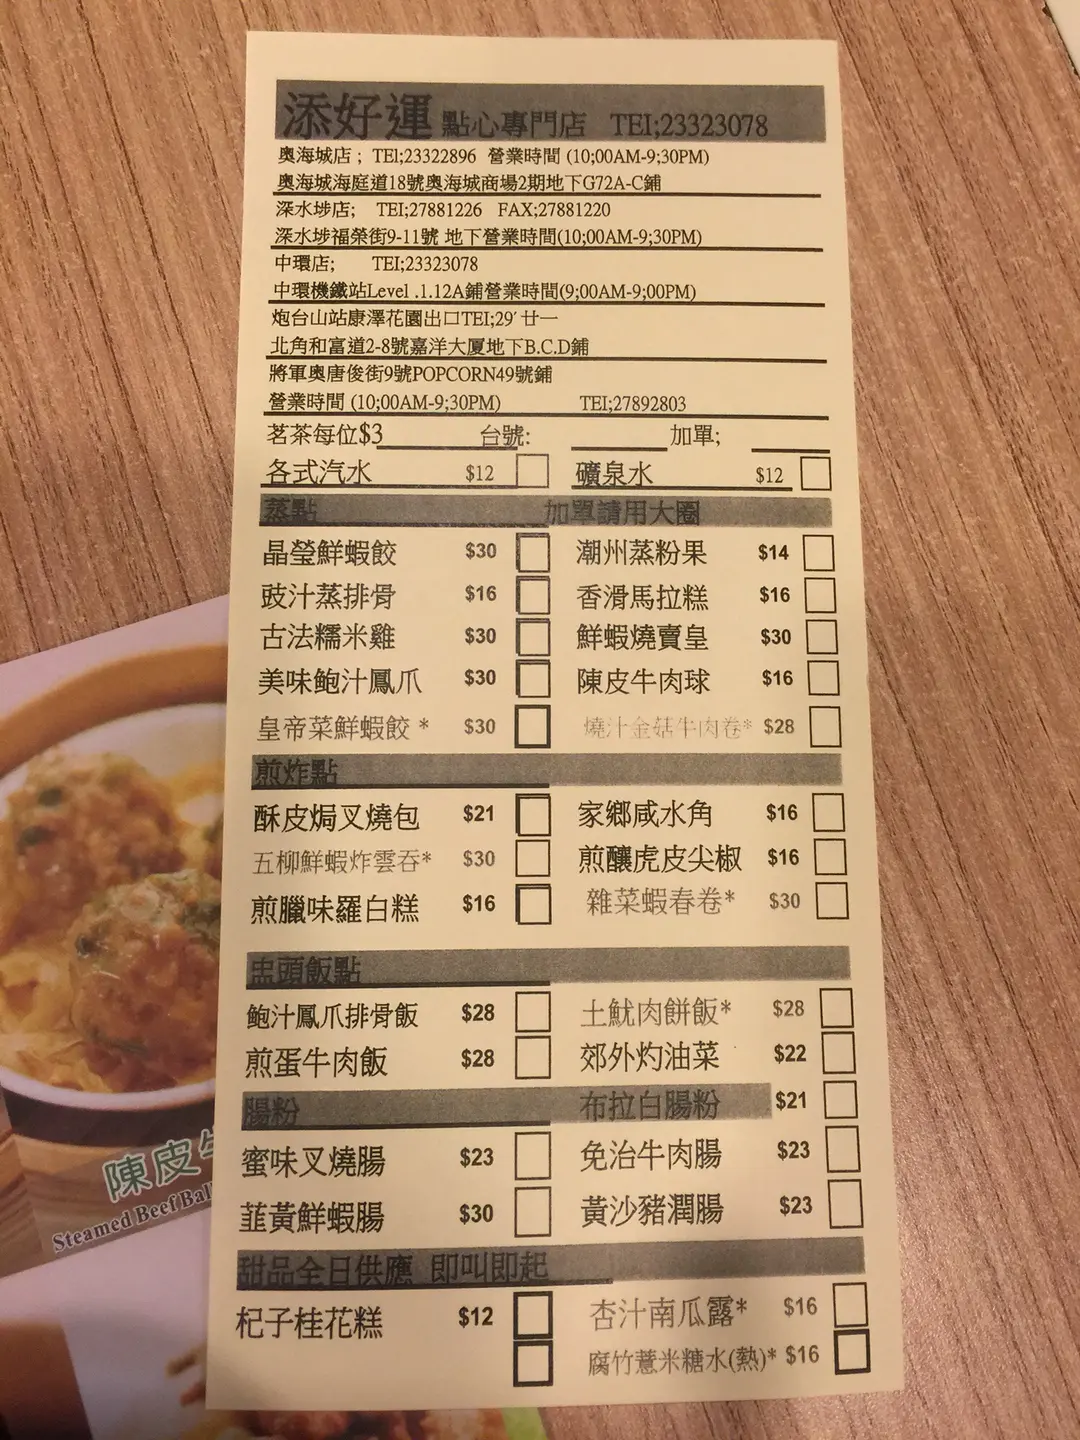 添好運 點心專門店 TEI;23323078
奧海城店； TEl;23322896 營業時間 (10;00AM-9;30PM)
奧海城海庭道18號奧海城商場2期地下G72A-C鋪
深水埗店; TEI;27881226 FAX;27881220
深水埗福榮街9-11號 地下營業時間(10;00AM-9;30PM)
中環店; TEI;23323078
中環機鐵站Level .1.12A鋪營業時間(9;00AM-9;00PM)
炮台山站康澤花園出口TEI;29′廿一
北角和富道2-8號嘉洋大厦地下B.C.D鋪
將軍奧唐俊街9號POPCORN49號鋪
營業時間 (10;00AM-9;30PM) TEI;27892803
茗茶每位$3 台號: 加單;
各式汽水 $12 礦泉水 $12
蒸點 加單請用大圈
晶瑩鮮蝦餃 $30 潮州蒸粉果 $14
豉汁蒸排骨 $16 香滑馬拉糕 $16
古法糯米雞 $30 鮮蝦燒賣皇 $30
美味鮑汁鳳爪 $30 陳皮牛肉球 $16
皇帝菜鮮蝦餃 * $30 燒汁金菇牛肉卷* $28
煎炸點
酥皮焗叉燒包 $21 家鄉咸水角 $16
五柳鮮蝦炸雲吞* $30 煎釀虎皮尖椒 $16
煎臘味羅白糕 $16 雜菜蝦春卷* $30
盅頭飯點
鮑汁鳳爪排骨飯 $28 土魷肉餅飯* $28
煎蛋牛肉飯 $28 郊外灼油菜 $22
腸粉 布拉白腸粉 $21
蜜味叉燒腸 $23 免治牛肉腸 $23
韮黃鮮蝦腸 $30 黃沙豬潤腸 $23
甜品全日供應 即叫即起
杞子桂花糕 $12 杏汁南瓜露* $16
腐竹薏米糖水(熱)* $16
陳皮
Steamed Beef Bal